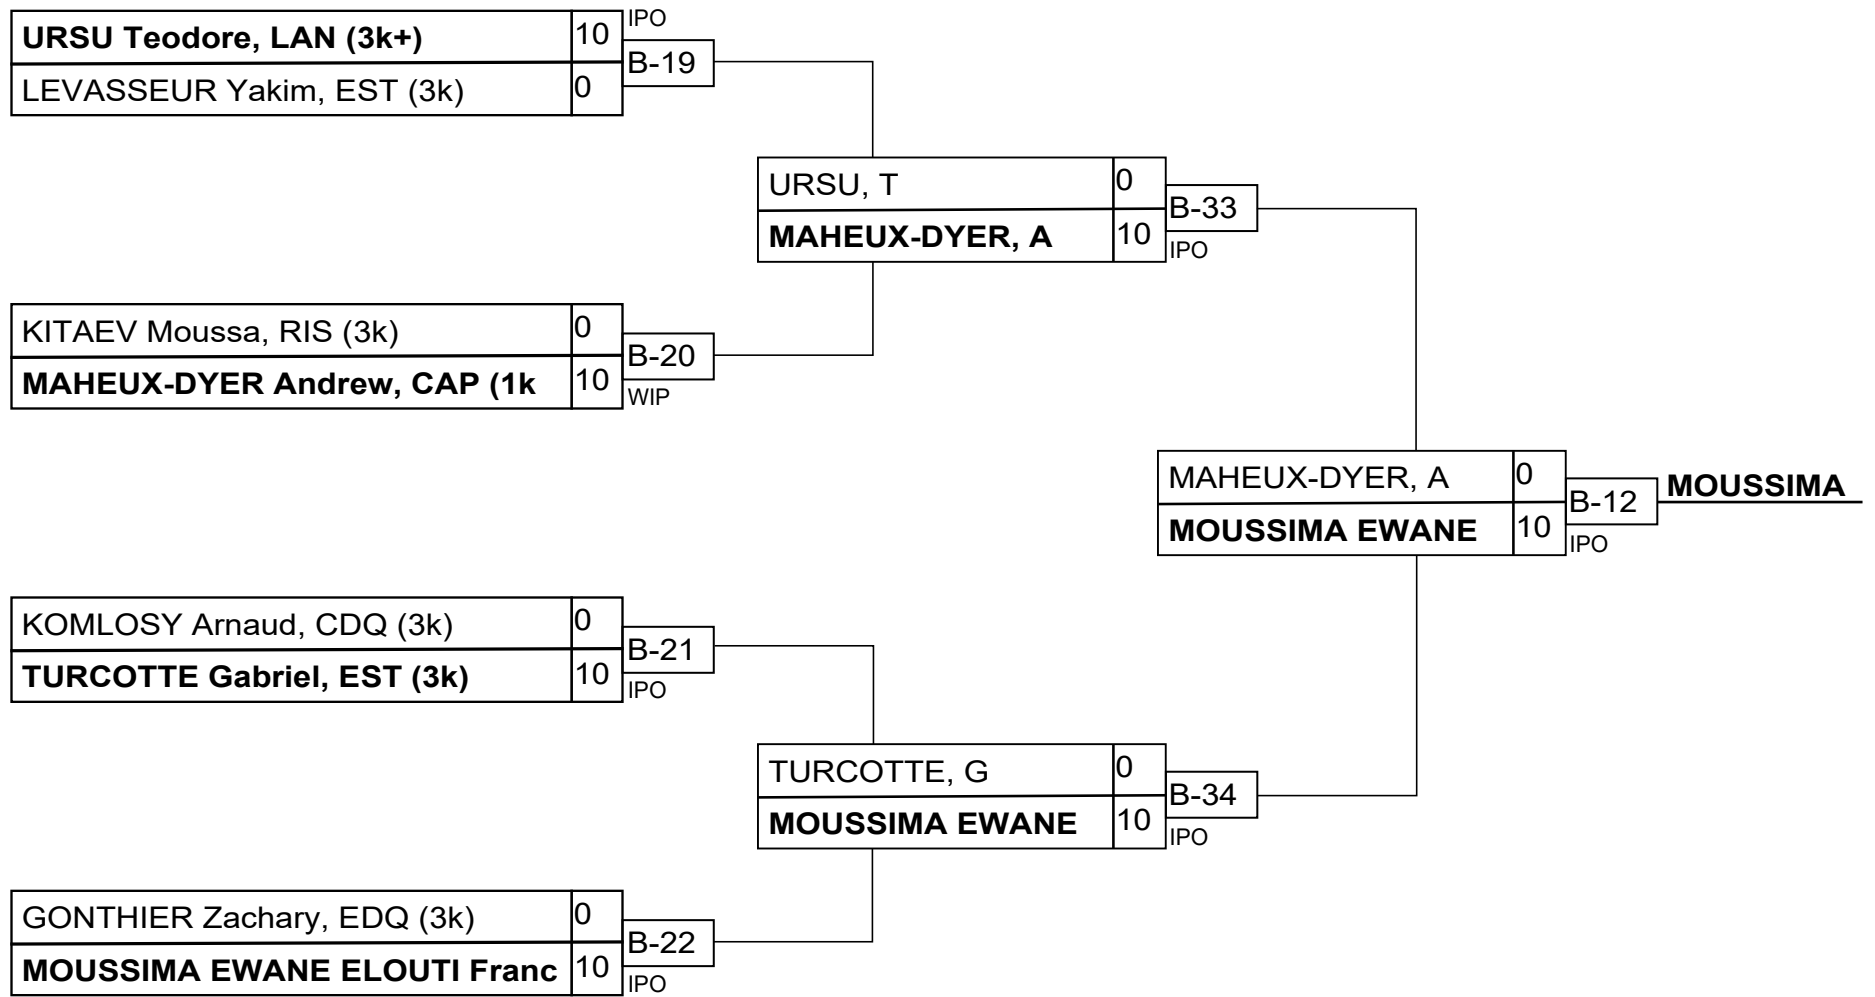 URSU Teodore, LAN (3k+) 10 IPO
B-19
LEVASSEUR Yakim, EST (3k) 0
URSU, T 0
B-33
MAHEUX-DYER, A 10 IPO
KITAEV Moussa, RIS (3k) 0
B-20
MAHEUX-DYER Andrew, CAP (1k 10 WIP
MAHEUX-DYER, A 0
B-12 MOUSSIMA
MOUSSIMA EWANE 10 IPO
KOMLOSY Arnaud, CDQ (3k) 0
B-21
TURCOTTE Gabriel, EST (3k) 10 IPO
TURCOTTE, G 0
B-34
MOUSSIMA EWANE 10 IPO
GONTHIER Zachary, EDQ (3k) 0
B-22
MOUSSIMA EWANE ELOUTI Franc 10 IPO